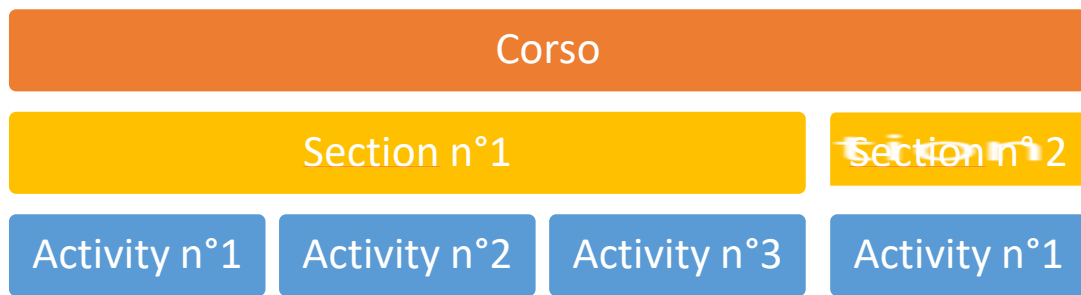 Corso
Section n°1
Section n° 2
Activity n°1
Activity n°2
Activity n°3
Activity n°1